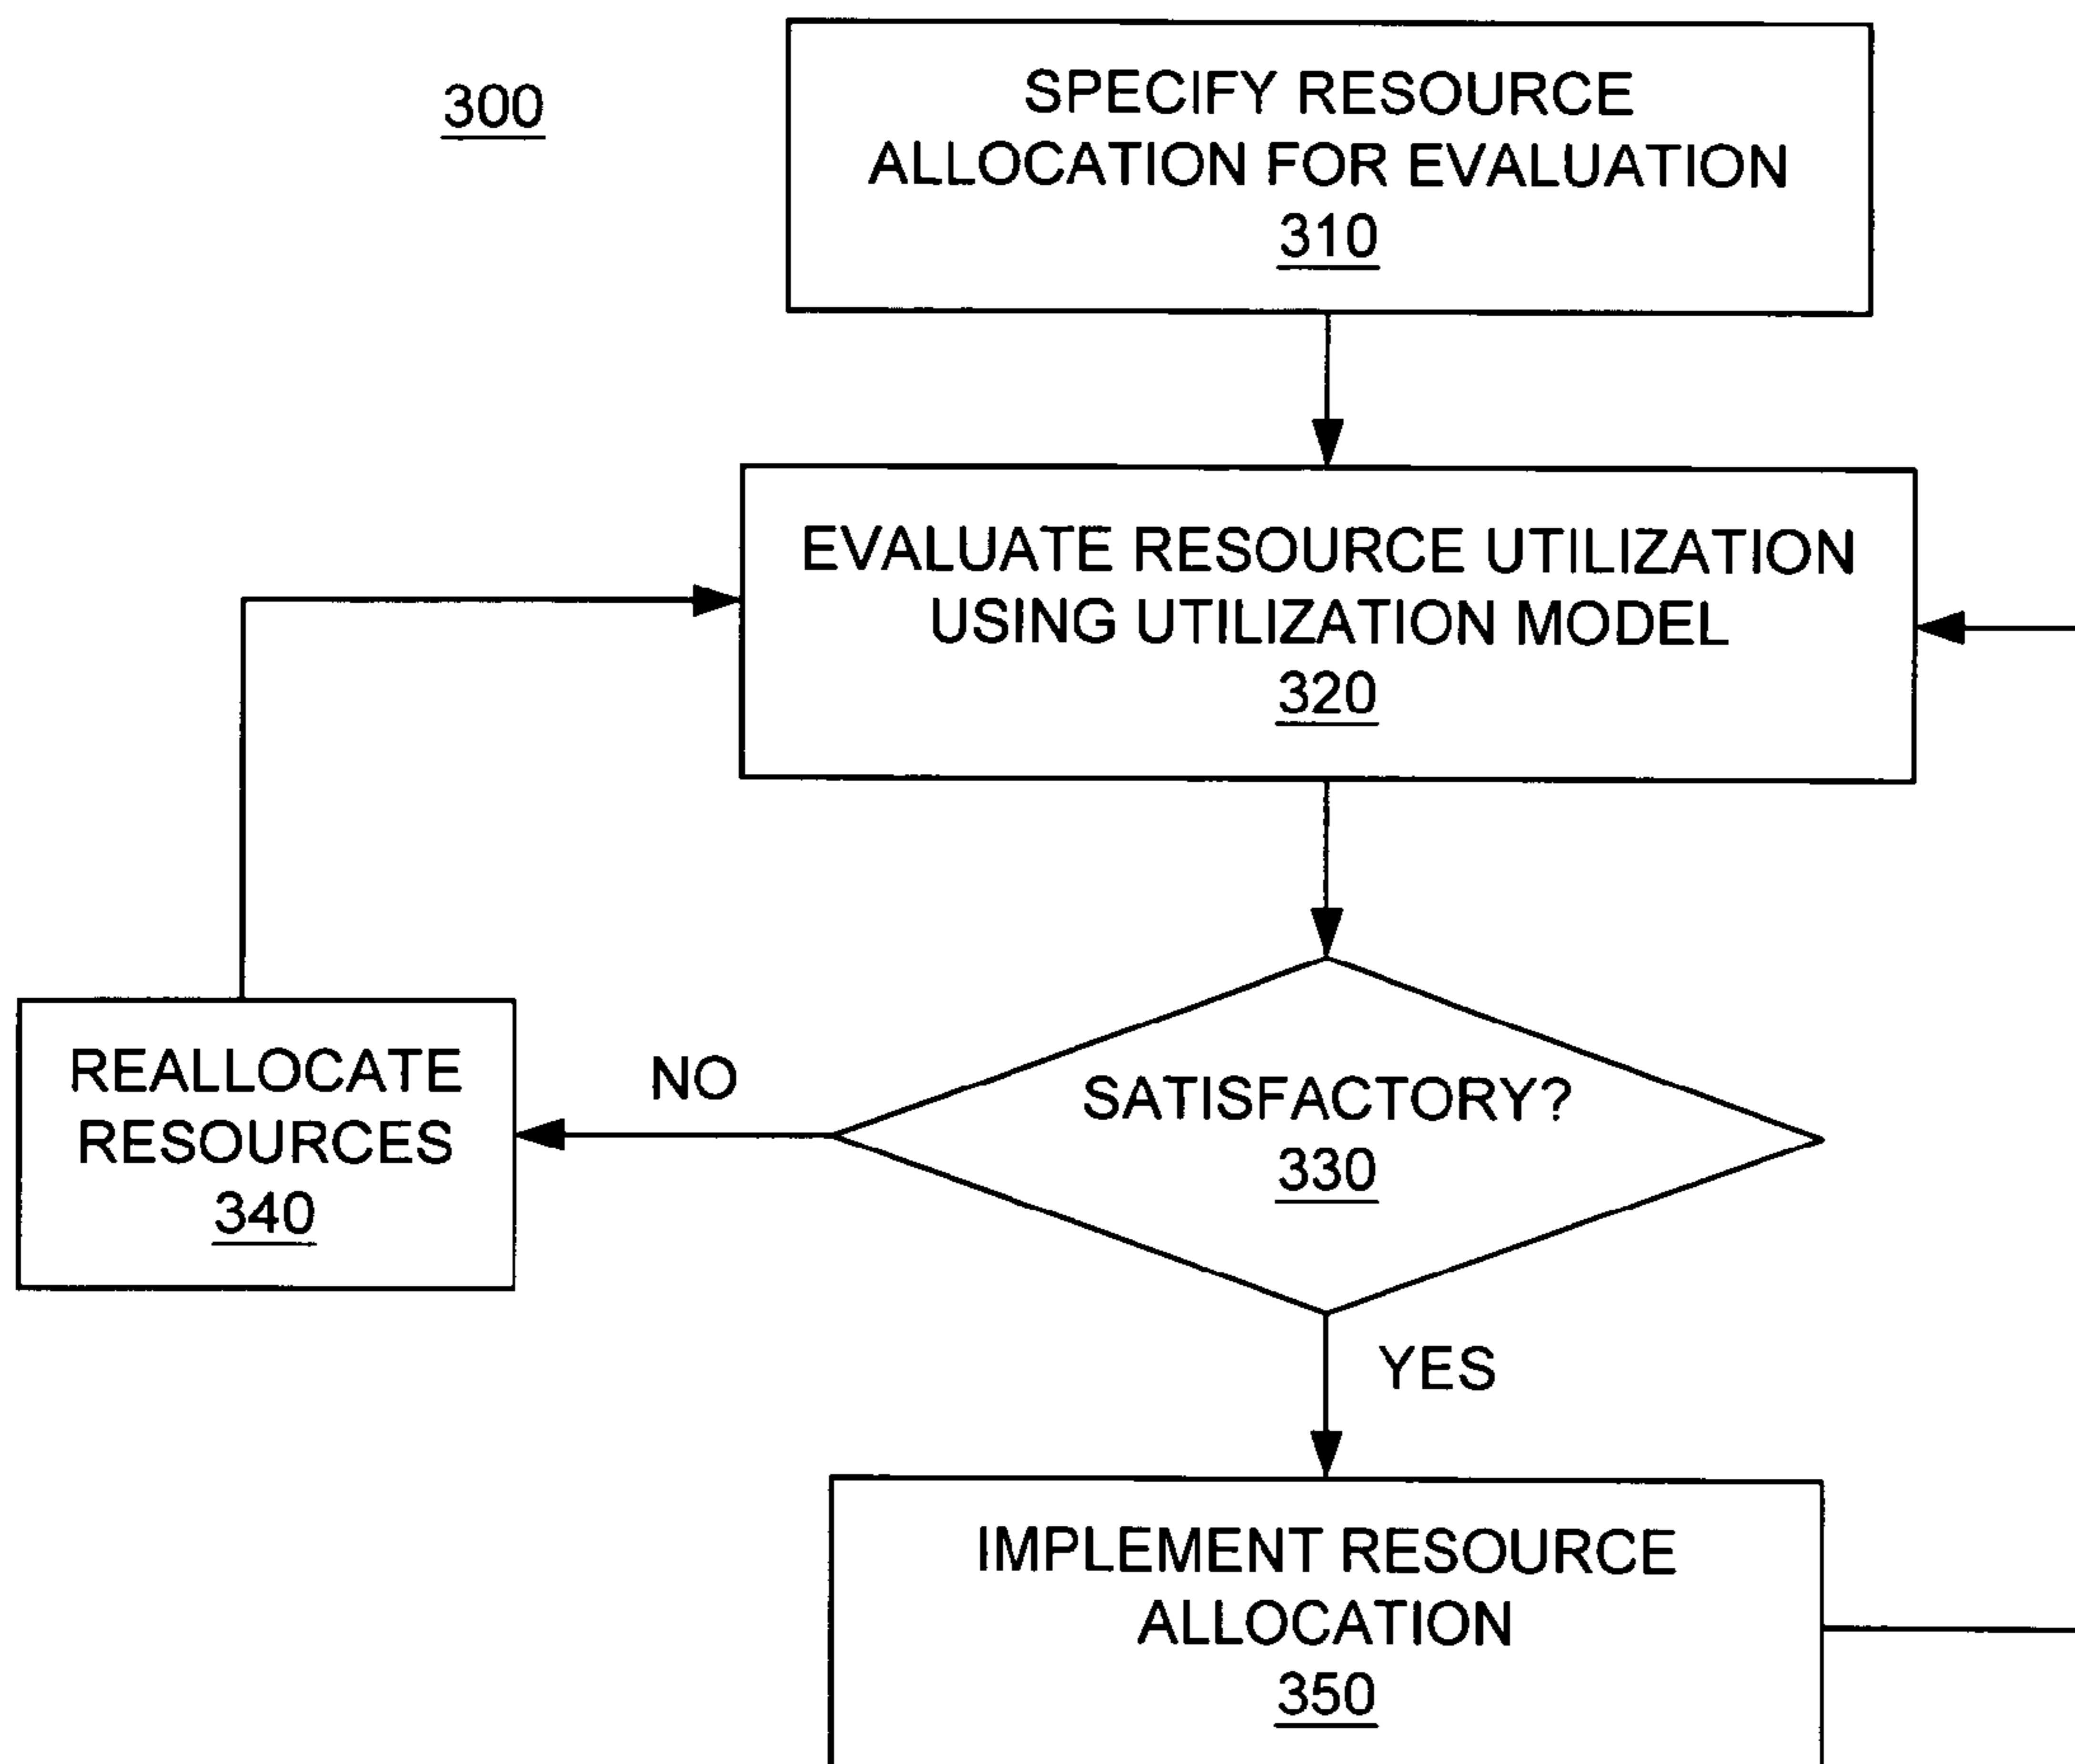 300
SPECIFY RESOURCE
ALLOCATION FOR EVALUATION
310
EVALUATE RESOURCE UTILIZATION
USING UTILIZATION MODEL
320
REALLOCATE
RESOURCES
340
NO
SATISFACTORY?
330
YES
IMPLEMENT RESOURCE
ALLOCATION
350